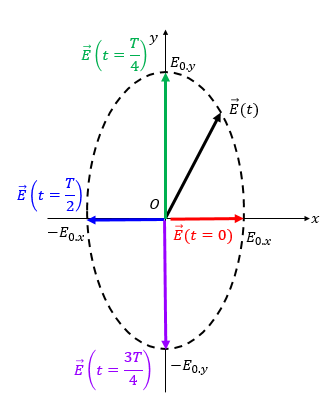 y
E⃗(t = T/4)
E₀,y
E⃗(t)
E⃗(t = T/2)
O
x
−E₀.ₓ
E⃗(t = 0)
E₀.ₓ
E⃗(t = 3T/4)
−E₀,y